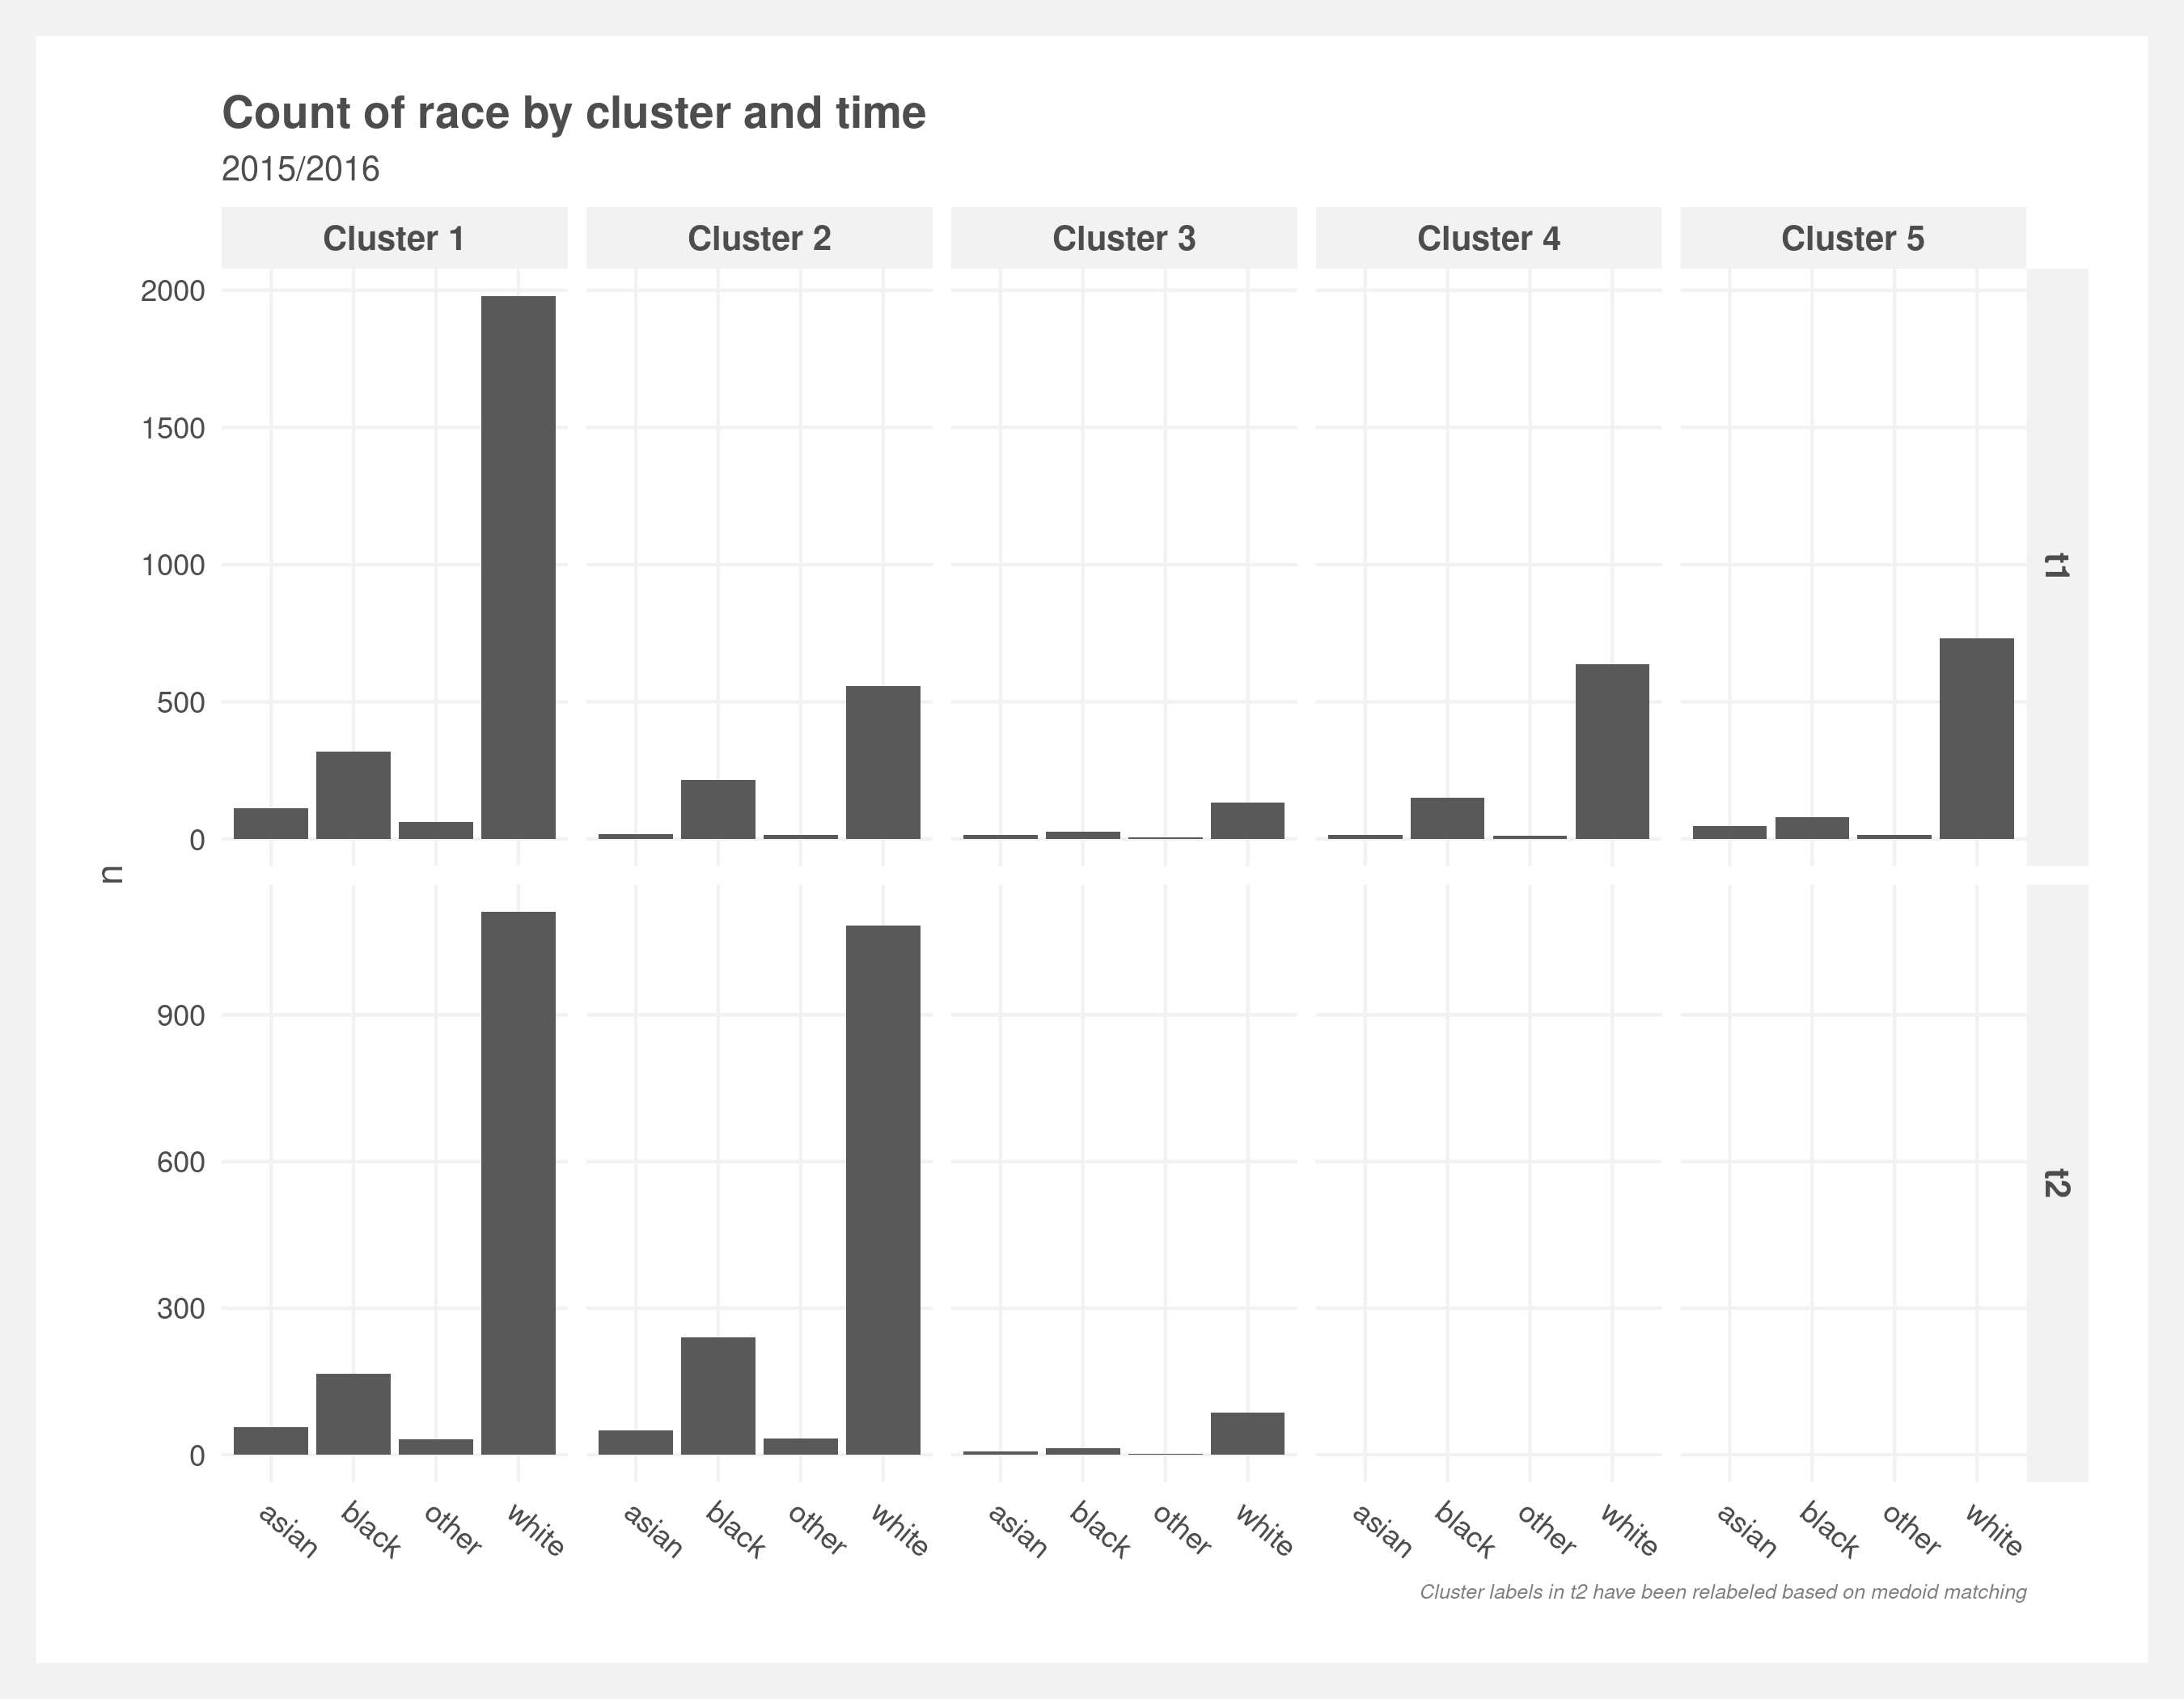 Count of race by cluster and time
2015/2016
Cluster 1 Cluster 2 Cluster 3 Cluster 4 Cluster 5
2000
1500
1000
500
0
t1
n
900
600
300
0
t2
asian black other white asian black other white asian black other white asian black other white asian black other white
Cluster labels in t2 have been relabeled based on medoid matching